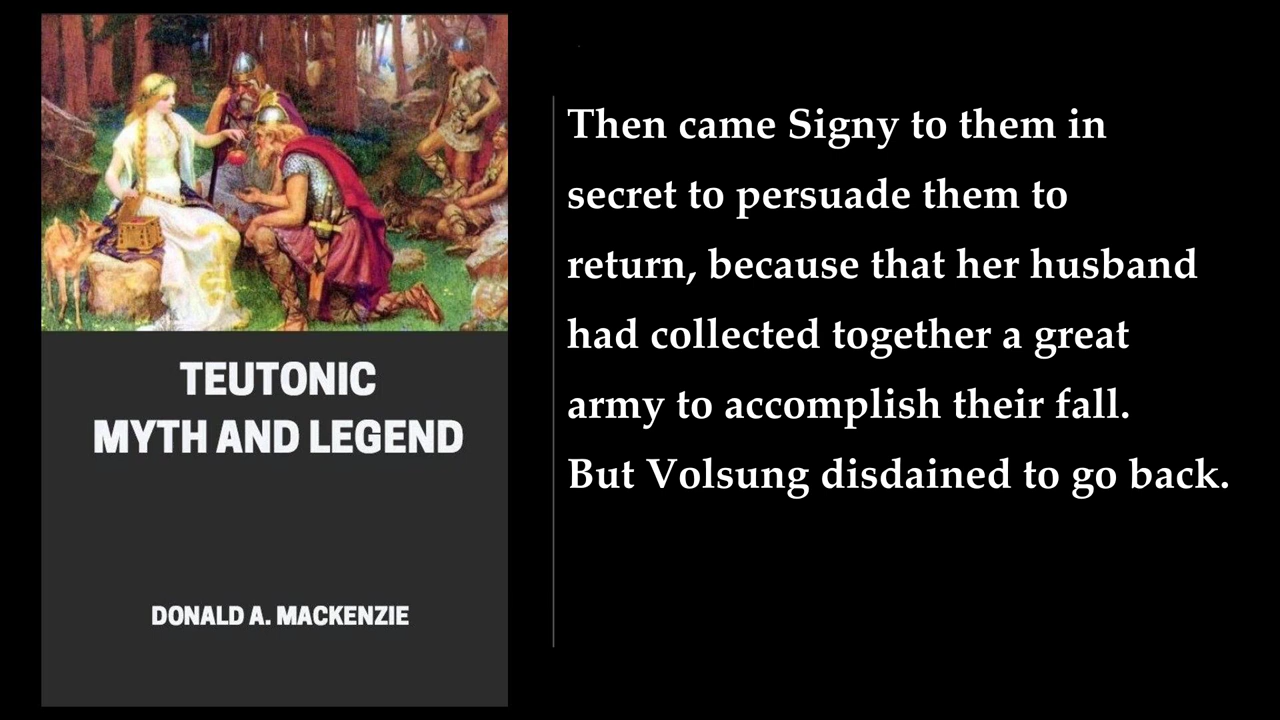 TEUTONIC
MYTH AND LEGEND
DONALD A. MACKENZIE
Then came Signy to them in
secret to persuade them to
return, because that her husband
had collected together a great
army to accomplish their fall.
But Volsung disdained to go back.